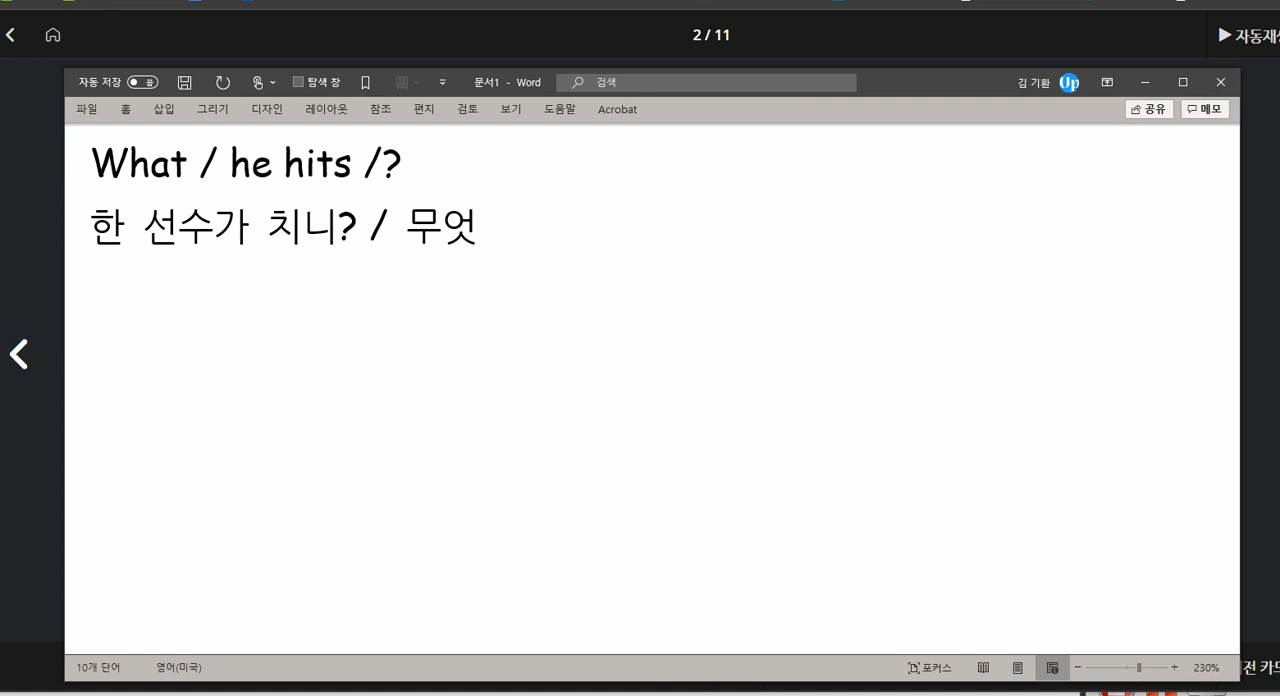 2 / 11
▶ 자동재생
자동 저장 끔 탐색 창 문서1 - Word 검색 김 기환 Up
파일 홈 삽입 그리기 디자인 레이아웃 참조 편지 검토 보기 도움말 Acrobat 공유 메모
What / he hits /?
한 선수가 치니? / 무엇
10개 단어 영어(미국) 포커스 230%